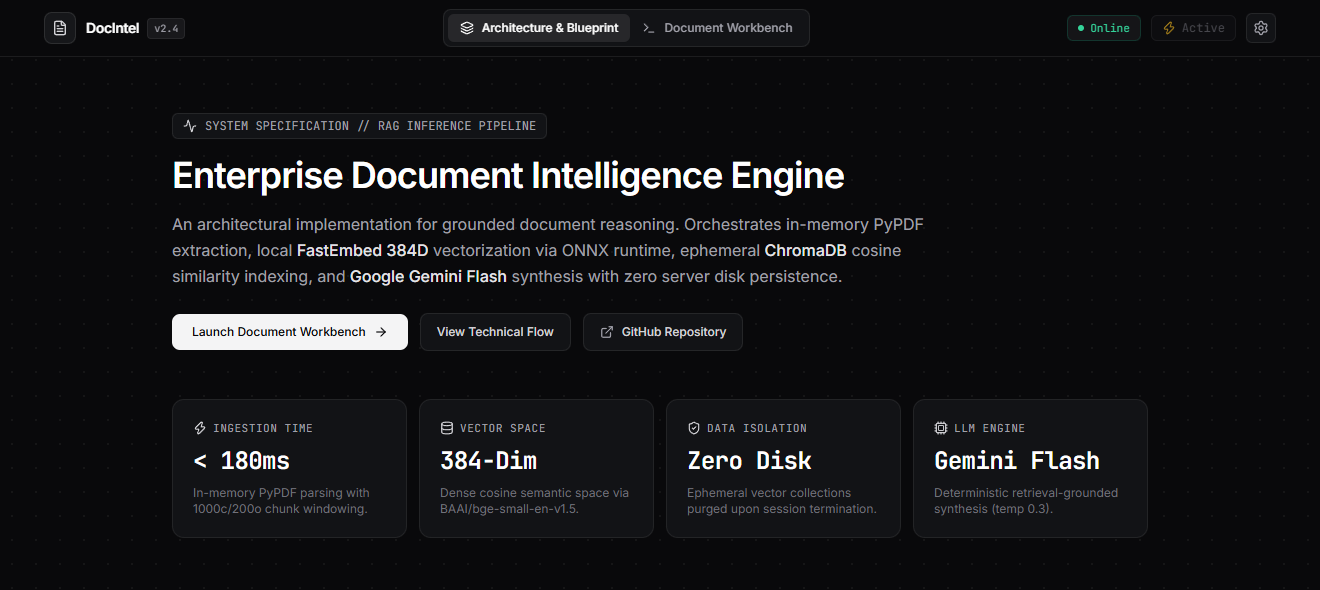 DocIntel v2.4
Architecture & Blueprint
Document Workbench
Online
Active
SYSTEM SPECIFICATION // RAG INFERENCE PIPELINE
Enterprise Document Intelligence Engine
An architectural implementation for grounded document reasoning. Orchestrates in-memory PyPDF
extraction, local FastEmbed 384D vectorization via ONNX runtime, ephemeral ChromaDB cosine
similarity indexing, and Google Gemini Flash synthesis with zero server disk persistence.
Launch Document Workbench
View Technical Flow
GitHub Repository
INGESTION TIME
< 180ms
In-memory PyPDF parsing with
1000c/200o chunk windowing.
VECTOR SPACE
384-Dim
Dense cosine semantic space via
BAAI/bge-small-en-v1.5.
DATA ISOLATION
Zero Disk
Ephemeral vector collections
purged upon session termination.
LLM ENGINE
Gemini Flash
Deterministic retrieval-grounded
synthesis (temp 0.3).